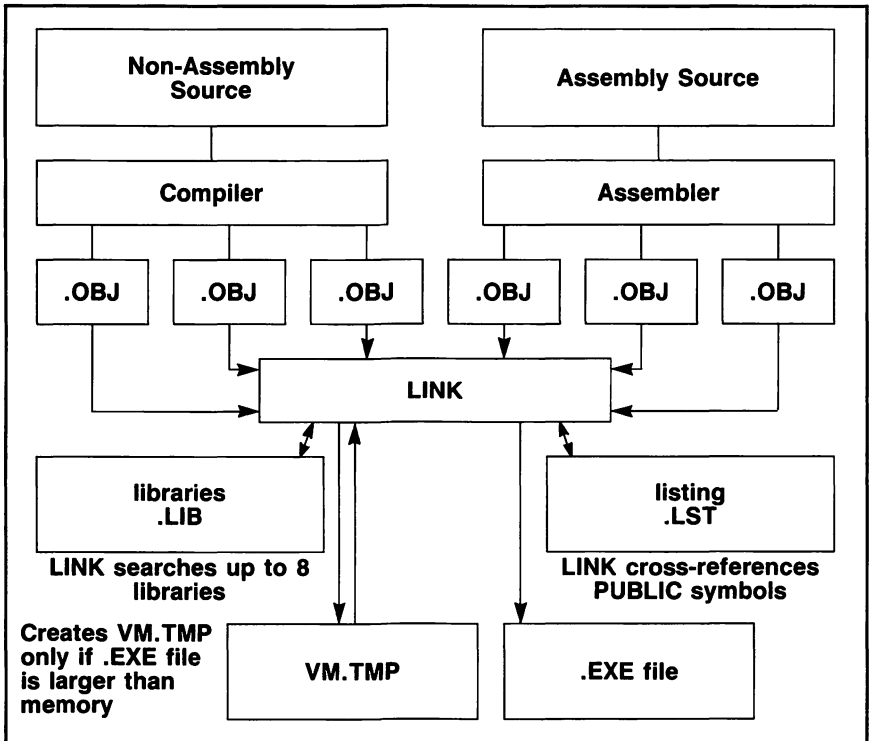 Non-Assembly
Source
Assembly Source
Compiler
Assembler
.OBJ
.OBJ
.OBJ
.OBJ
.OBJ
.OBJ
LINK
libraries
.LIB
listing
.LST
LINK searches up to 8
libraries
LINK cross-references
PUBLIC symbols
Creates VM.TMP
only if .EXE file
is larger than
memory
VM.TMP
.EXE file